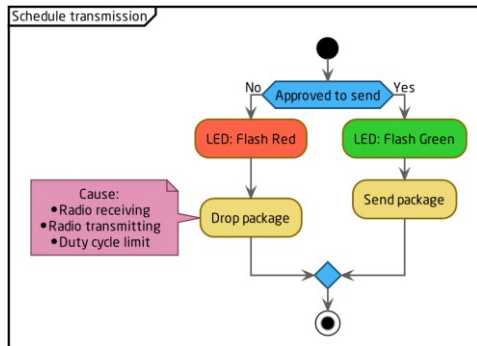 Schedule transmission
Approved to send
No
Yes
LED: Flash Red
LED: Flash Green
Cause:
•Radio receiving
•Radio transmitting
•Duty cycle limit
Drop package
Send package